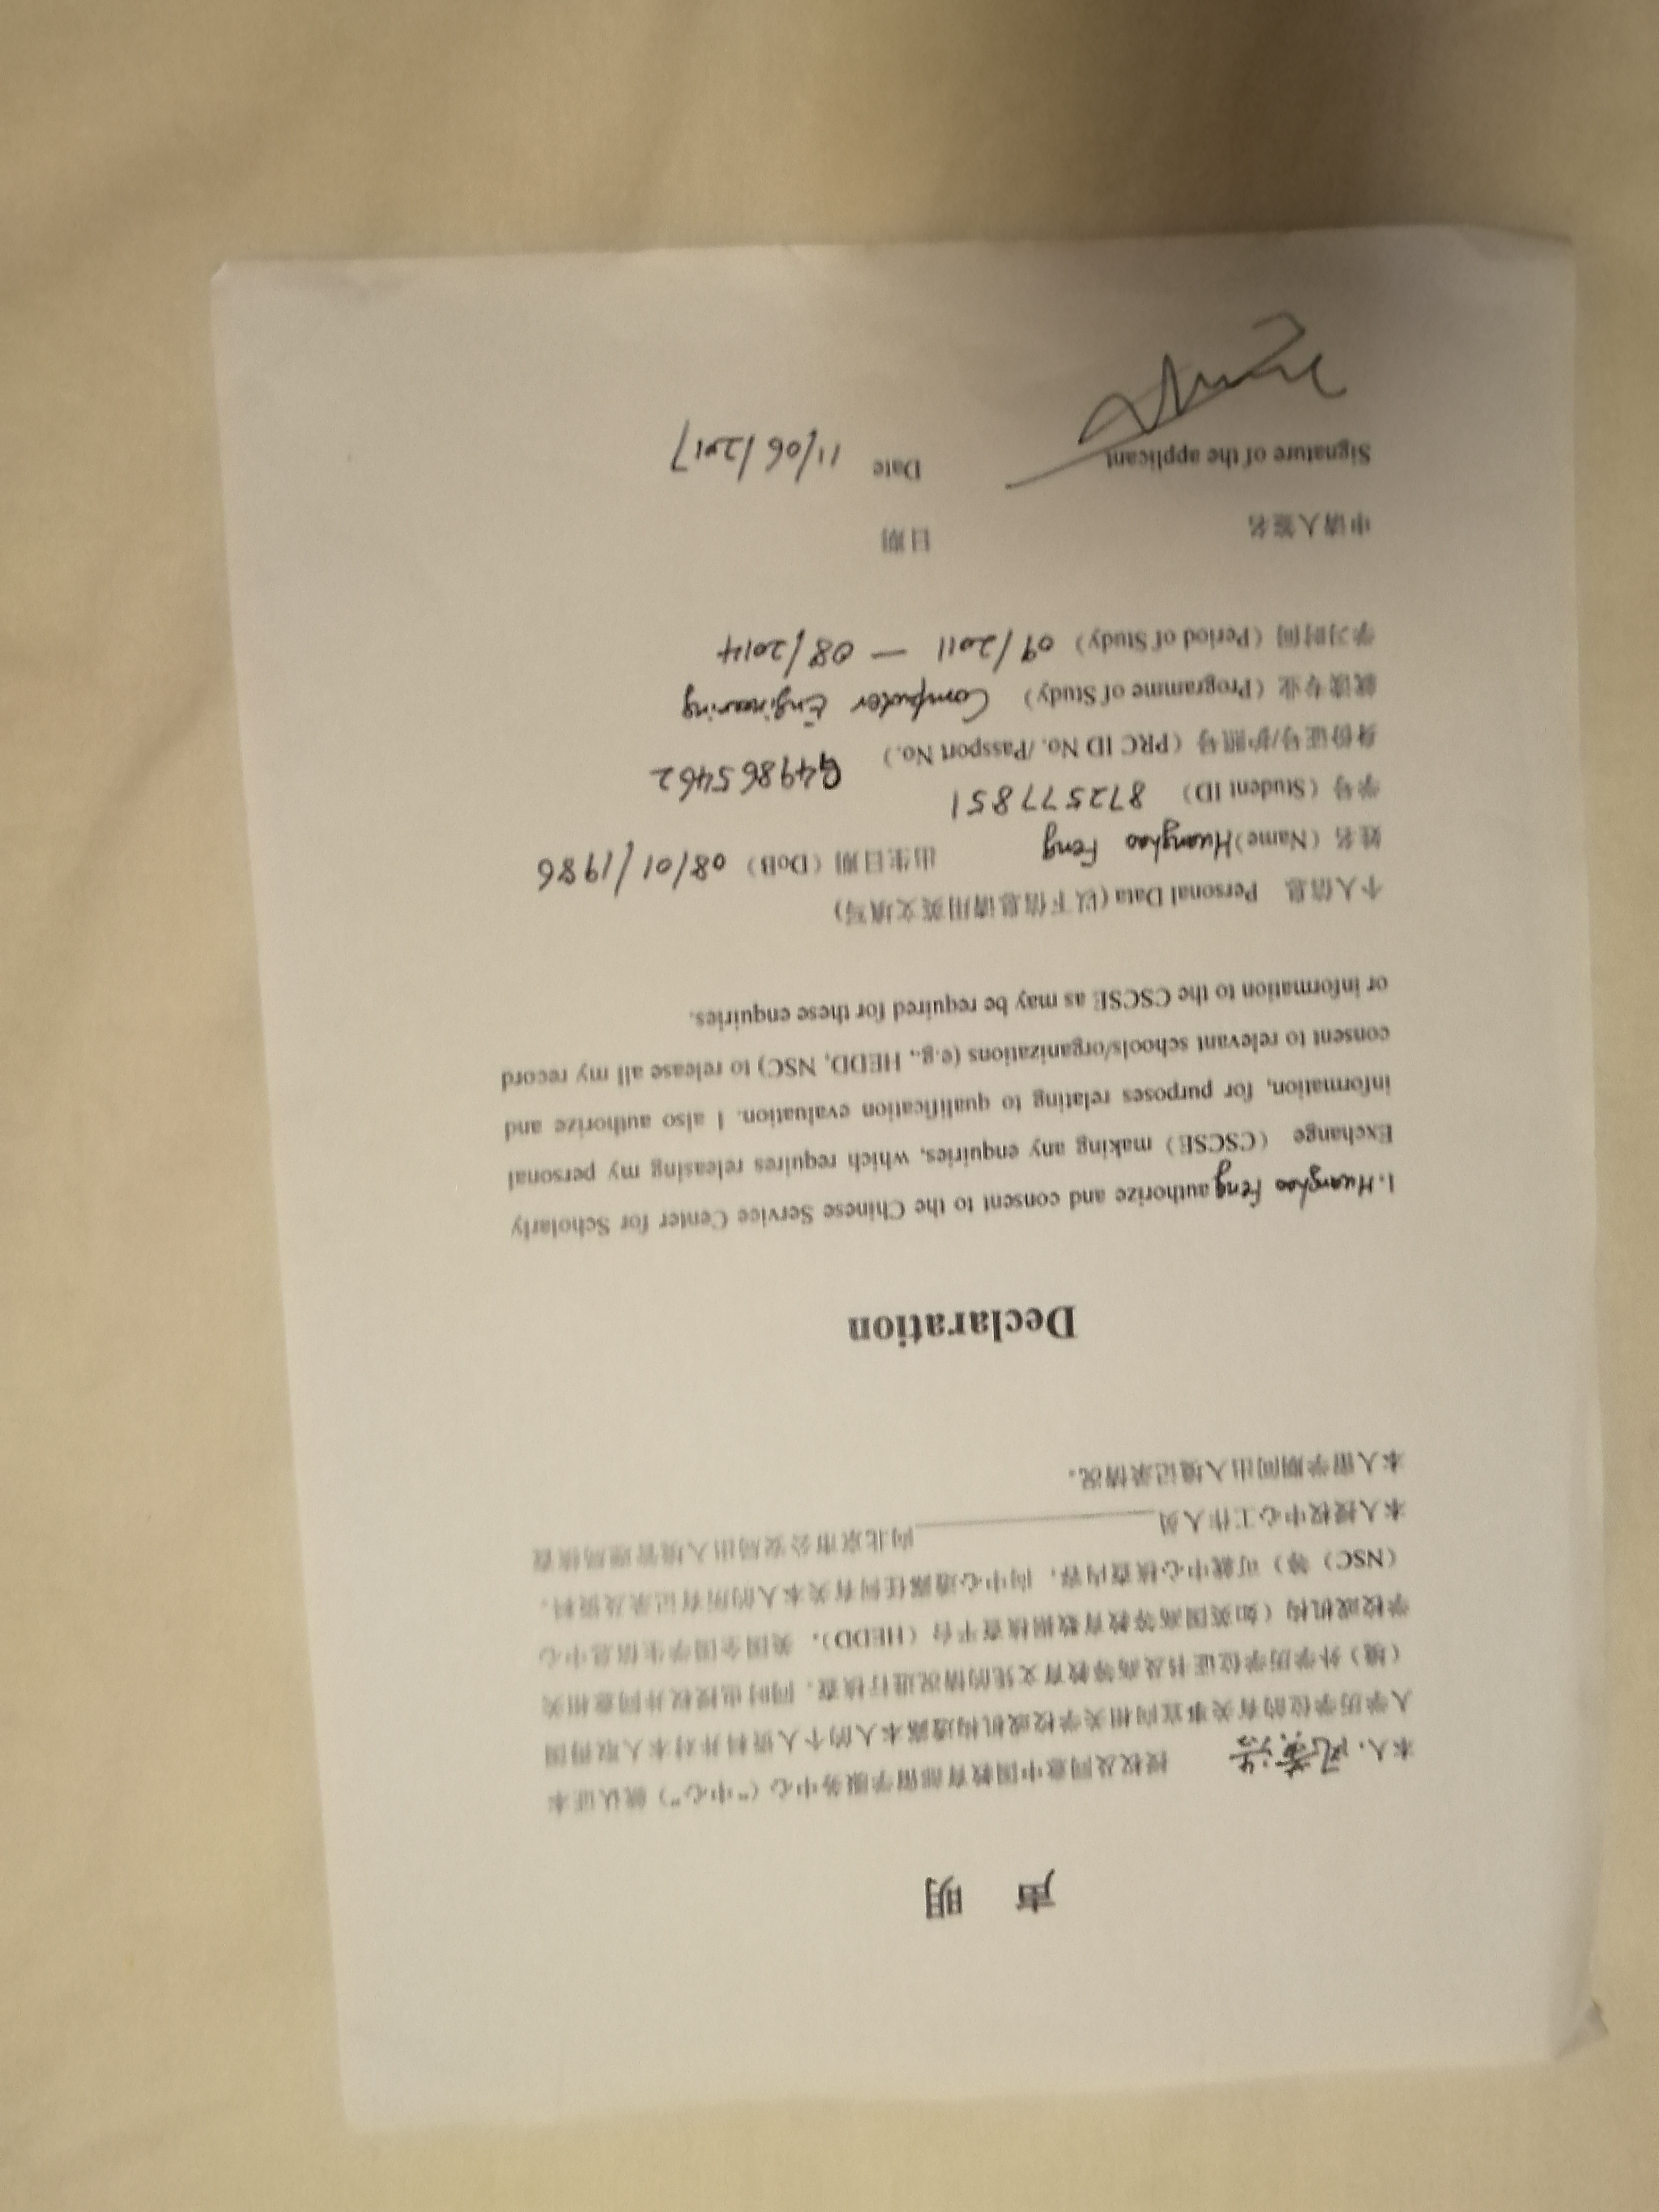 声 明
本人, 风黄浩 授权及同意中国教育部留学服务中心（“中心”）就认证本
人学历学位的有关事宜向相关学校或机构透露本人的个人资料并对本人取得国
（境）外学历学位证书及高等教育文凭的情况进行核查。同时也授权并同意相关
学校或机构（如英国高等教育数据核查平台（HEDD），美国全国学生信息中心
（NSC）等）可就中心核查内容，向中心透露任何有关本人的所有记录及资料。
本人授权中心工作人员__________向北京市公安局出入境管理局核查
本人留学期间出入境记录情况。
Declaration
I, Huanghao Feng authorize and consent to the Chinese Service Center for Scholarly
Exchange （CSCSE）making any enquiries, which requires releasing my personal
information, for purposes relating to qualification evaluation. I also authorize and
consent to relevant schools/organizations (e.g., HEDD, NSC) to release all my record
or information to the CSCSE as may be required for these enquiries.
个人信息 Personal Data (以下信息请用英文填写)
姓名（Name）Huanghao Feng 出生日期（DoB）08/01/1986
学号（Student ID） 872577851
身份证号/护照号（PRC ID No. /Passport No.） G49865462
就读专业（Programme of Study） Computer Engineering
学习时间（Period of Study）09/2011 — 08/2014
申请人签名 日期
Signature of the applicant Date 11/06/2017